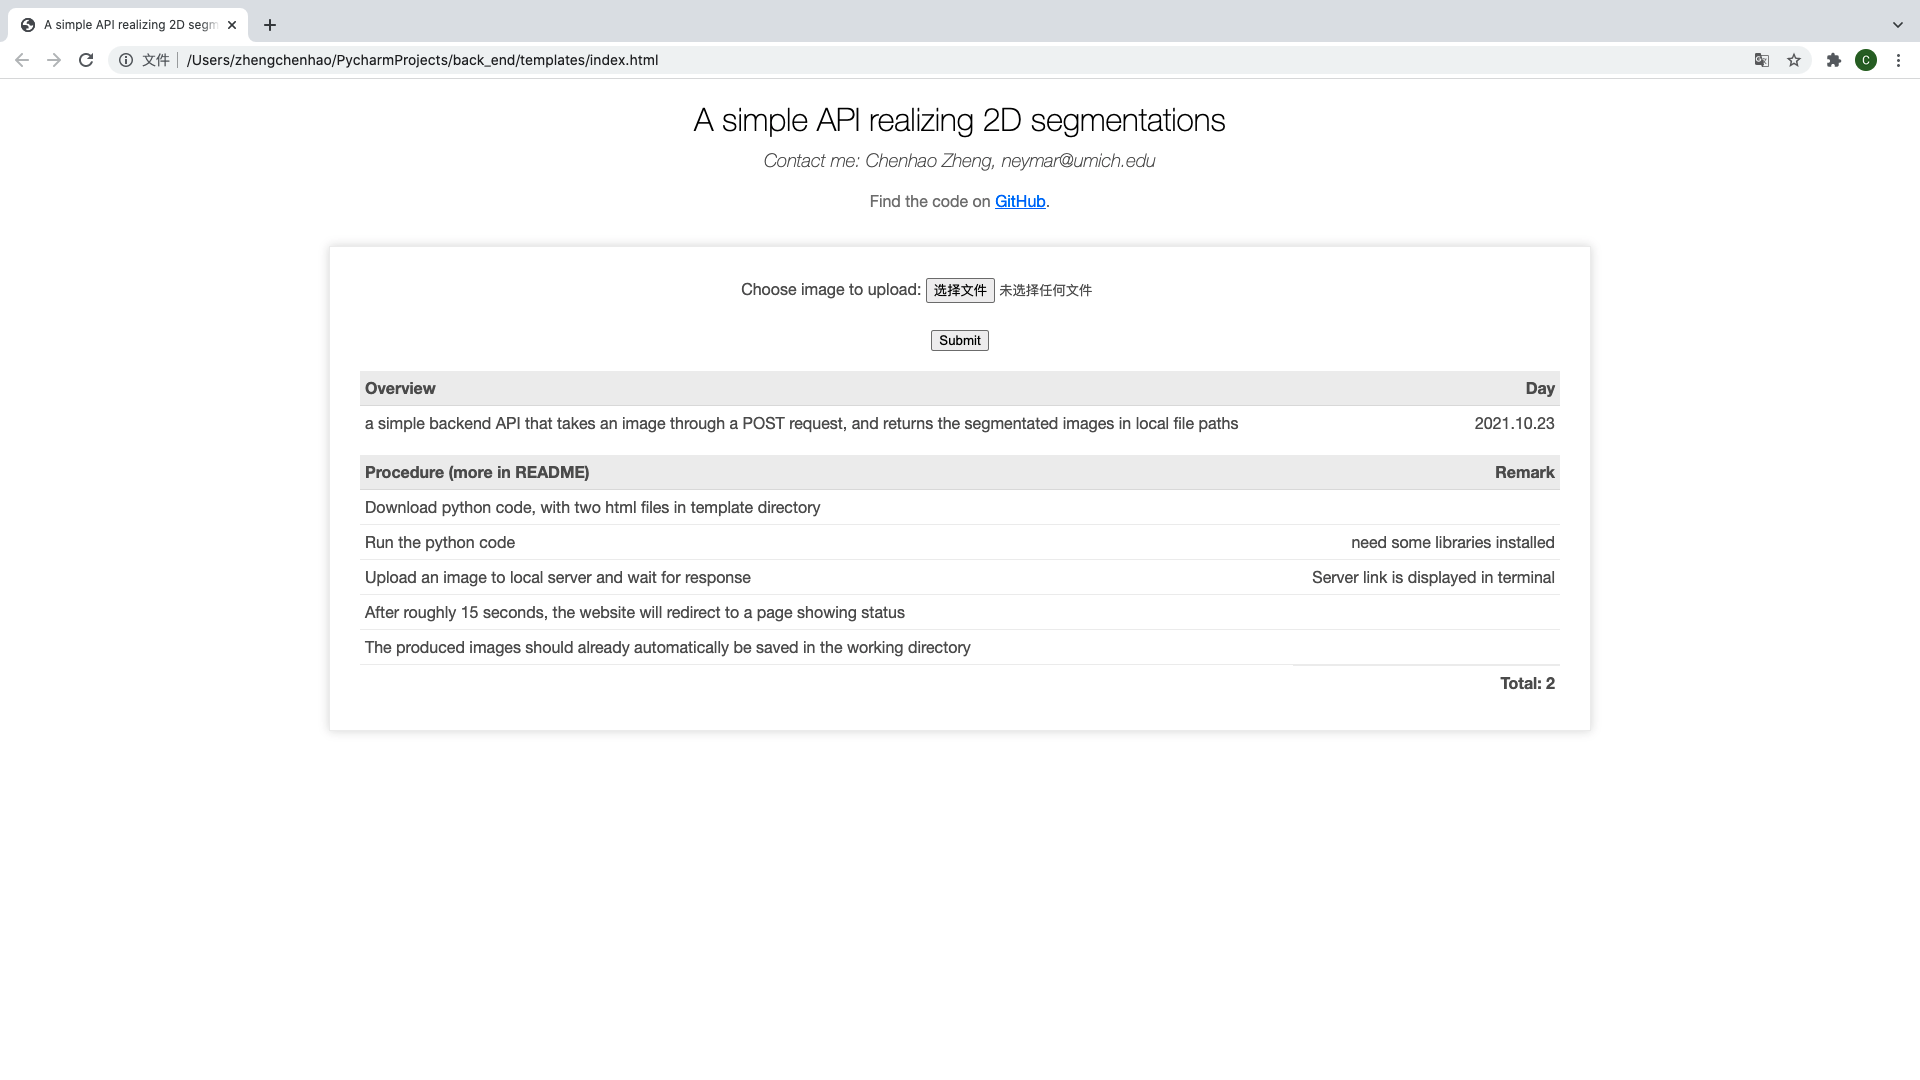 A simple API realizing 2D segm
文件 /Users/zhengchenhao/PycharmProjects/back_end/templates/index.html
C
A simple API realizing 2D segmentations
Contact me: Chenhao Zheng, neymar@umich.edu
Find the code on GitHub.
Choose image to upload: 选择文件 未选择任何文件
Submit
Overview Day
a simple backend API that takes an image through a POST request, and returns the segmentated images in local file paths 2021.10.23
Procedure (more in README) Remark
Download python code, with two html files in template directory
Run the python code need some libraries installed
Upload an image to local server and wait for response Server link is displayed in terminal
After roughly 15 seconds, the website will redirect to a page showing status
The produced images should already automatically be saved in the working directory
Total: 2